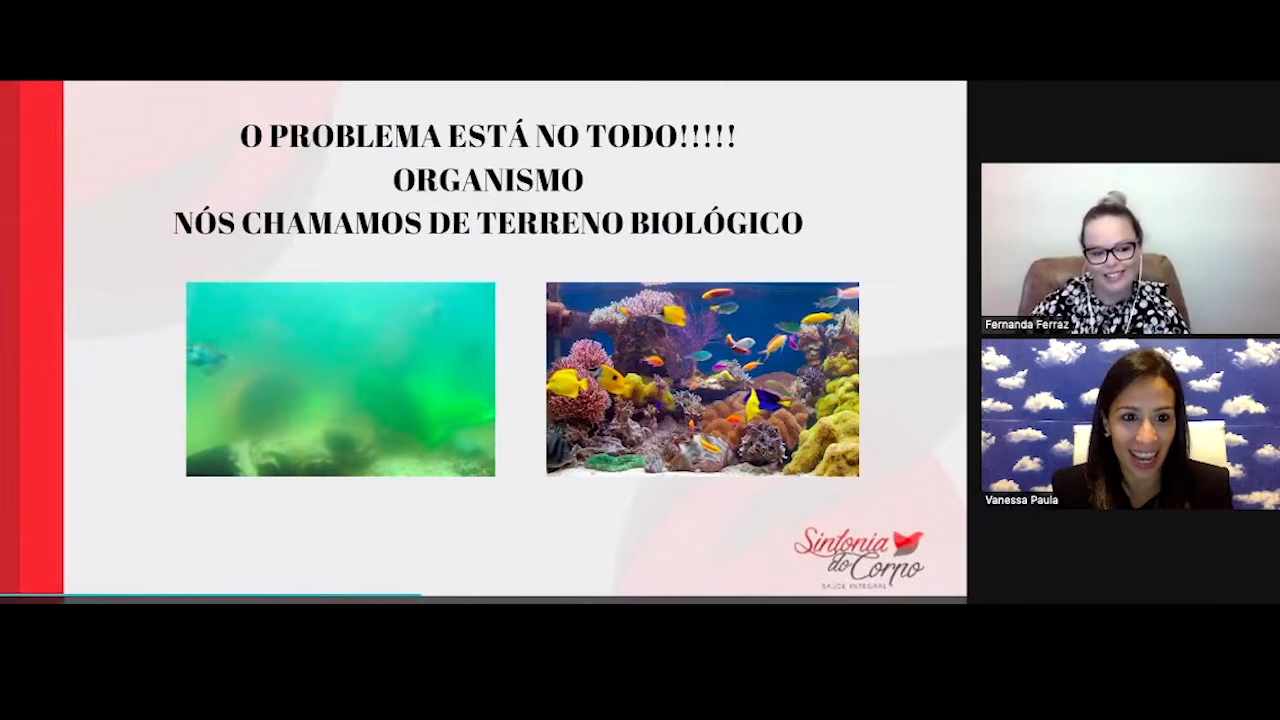 O PROBLEMA ESTÁ NO TODO!!!!!
ORGANISMO
NÓS CHAMAMOS DE TERRENO BIOLÓGICO
Fernanda Ferraz
Vanessa Paula
Sintonia
do Corpo
SAÚDE INTEGRAL